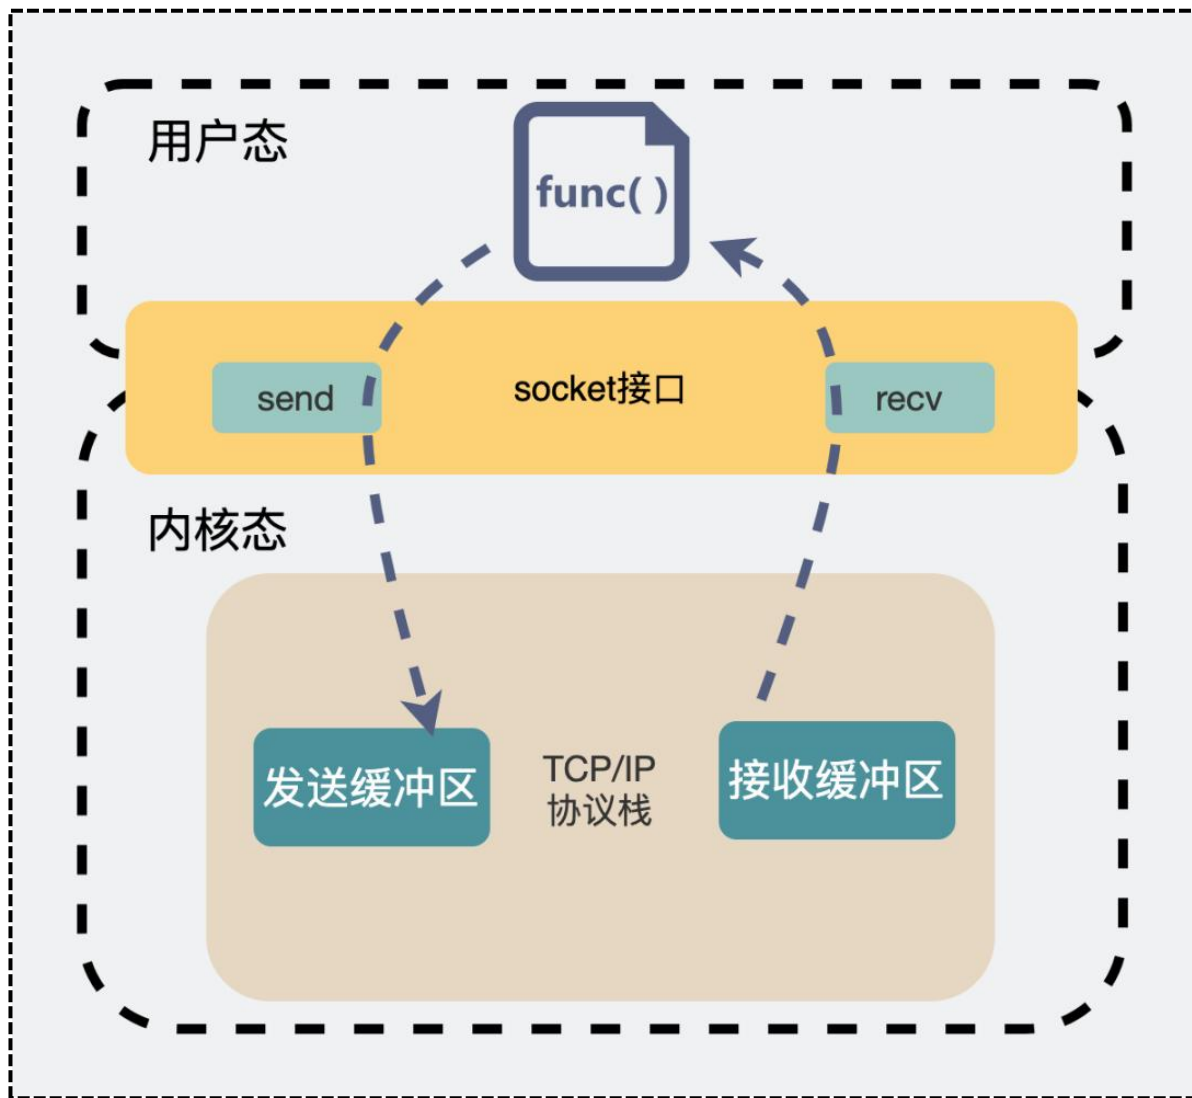 用户态
func( )
send
socket接口
recv
内核态
发送缓冲区
TCP/IP
协议栈
接收缓冲区